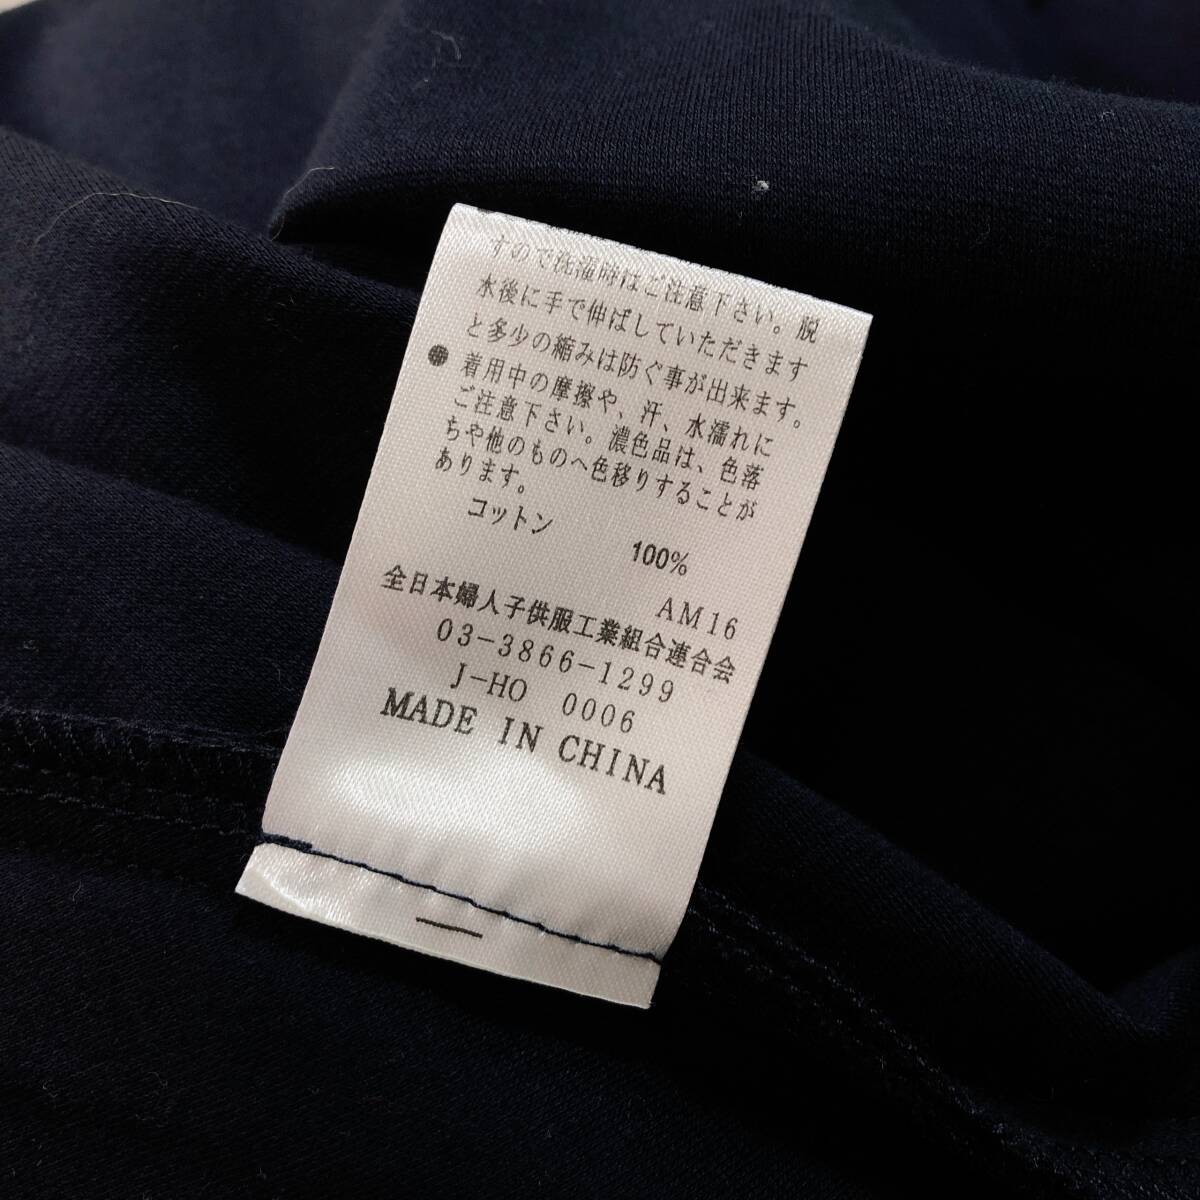 すので洗濯時はご注意下さい。脱
水後に手で伸ばしていただきます
と多少の縮みは防ぐ事が出来ます。
●着用中の摩擦や、汗、水濡れに
ご注意下さい。濃色品は、色落
ちや他のものへ色移りすることが
あります。
コットン 100%
AM16
全日本婦人子供服工業組合連合会
03-3866-1299
J-HO 0006
MADE IN CHINA